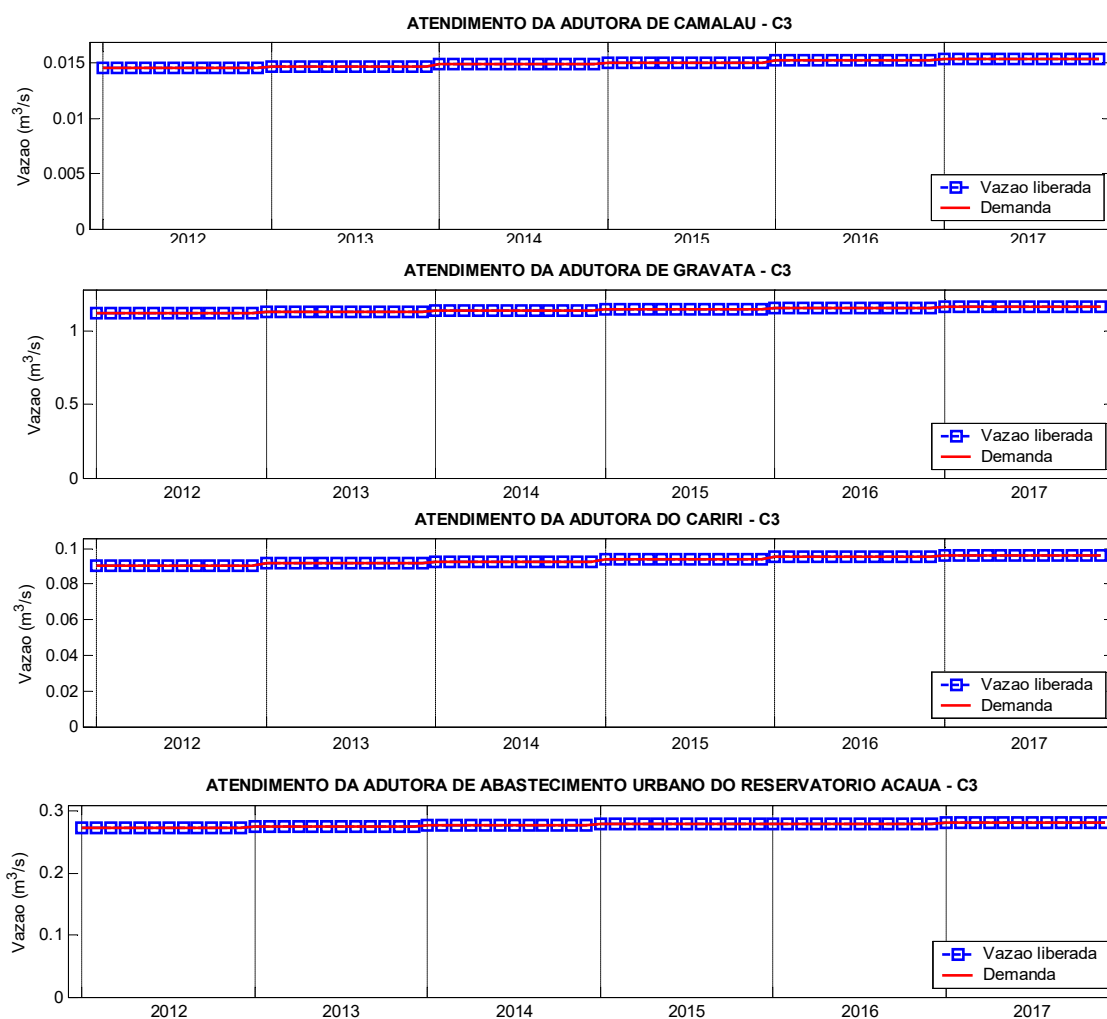 ATENDIMENTO DA ADUTORA DE CAMALAU - C3
Vazao (m³/s)
0.015
0.01
0.005
0
Vazao liberada
Demanda
2012 2013 2014 2015 2016 2017
ATENDIMENTO DA ADUTORA DE GRAVATA - C3
Vazao (m³/s)
1
0.5
0
Vazao liberada
Demanda
2012 2013 2014 2015 2016 2017
ATENDIMENTO DA ADUTORA DO CARIRI - C3
Vazao (m³/s)
0.1
0.08
0.06
0.04
0.02
0
Vazao liberada
Demanda
2012 2013 2014 2015 2016 2017
ATENDIMENTO DA ADUTORA DE ABASTECIMENTO URBANO DO RESERVATORIO ACAUA - C3
Vazao (m³/s)
0.3
0.2
0.1
0
Vazao liberada
Demanda
2012 2013 2014 2015 2016 2017